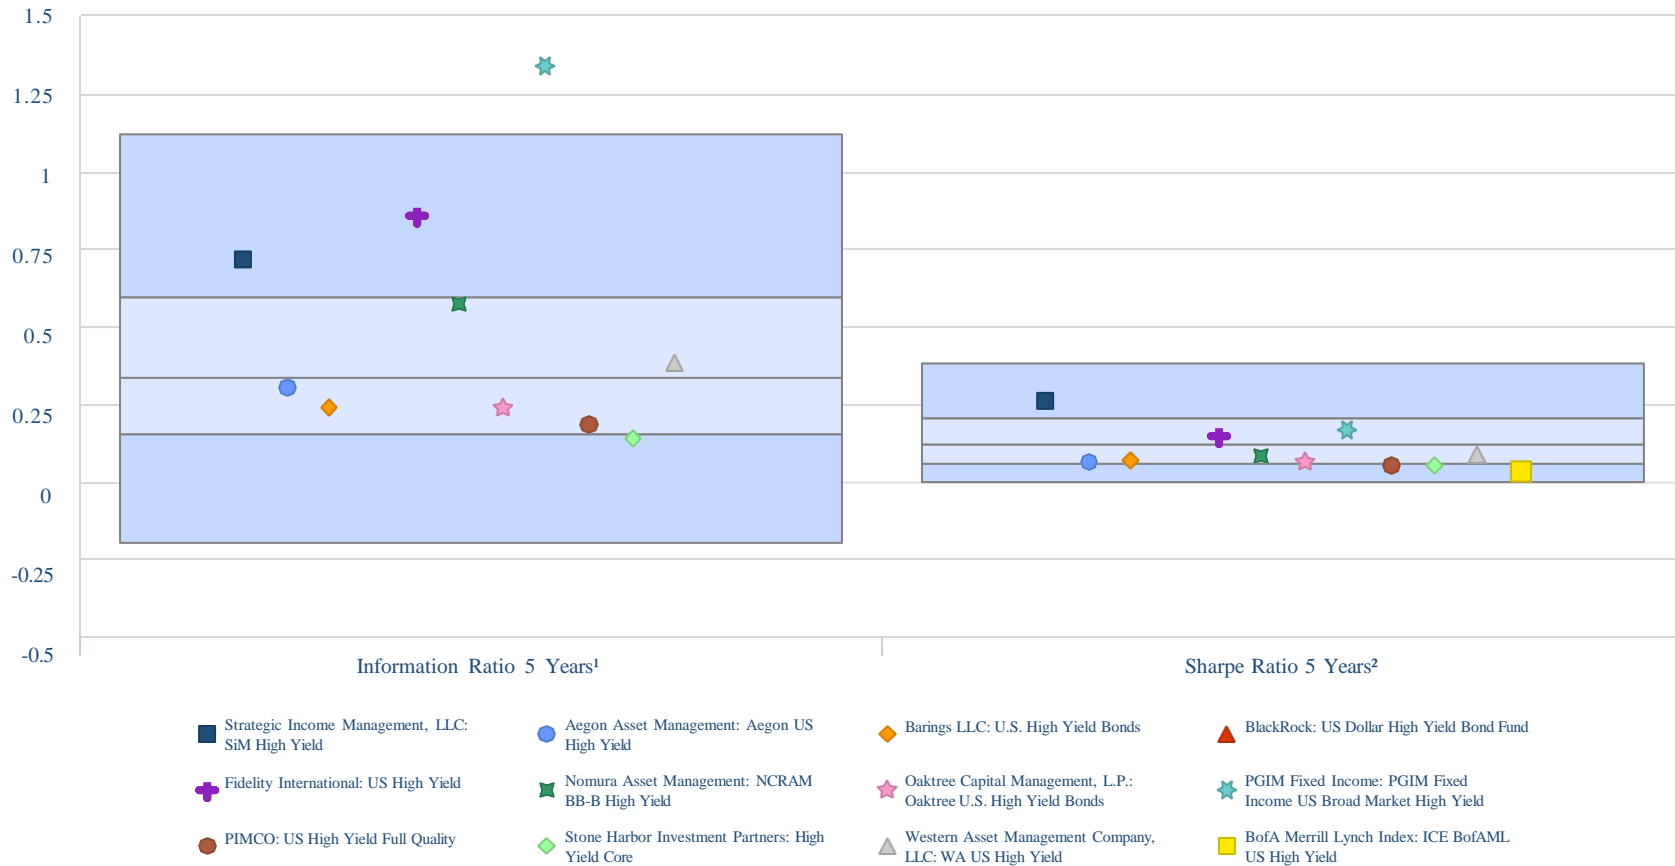 1.5
1.25
1
0.75
0.5
0.25
0
-0.25
-0.5
Information Ratio 5 Years¹
Sharpe Ratio 5 Years²
Strategic Income Management, LLC:
SiM High Yield
Aegon Asset Management: Aegon US
High Yield
Barings LLC: U.S. High Yield Bonds
BlackRock: US Dollar High Yield Bond Fund
Fidelity International: US High Yield
Nomura Asset Management: NCRAM
BB-B High Yield
Oaktree Capital Management, L.P.:
Oaktree U.S. High Yield Bonds
PGIM Fixed Income: PGIM Fixed
Income US Broad Market High Yield
PIMCO: US High Yield Full Quality
Stone Harbor Investment Partners: High
Yield Core
Western Asset Management Company,
LLC: WA US High Yield
BofA Merrill Lynch Index: ICE BofAML
US High Yield